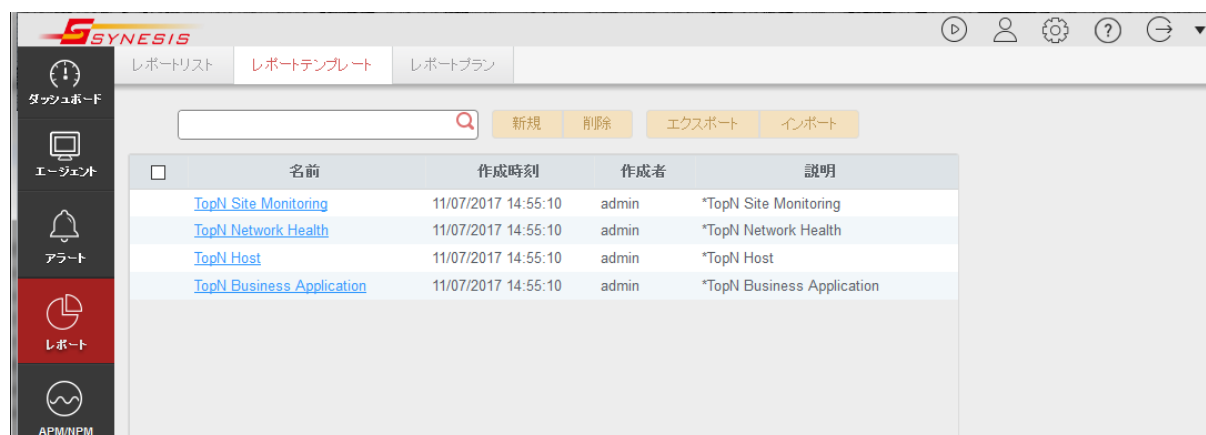 SYNESIS
レポートリスト レポートテンプレート レポートプラン
ダッシュボード
新規 削除 エクスポート インポート
エージェント
名前 作成時刻 作成者 説明
TopN Site Monitoring 11/07/2017 14:55:10 admin *TopN Site Monitoring
TopN Network Health 11/07/2017 14:55:10 admin *TopN Network Health
アラート
TopN Host 11/07/2017 14:55:10 admin *TopN Host
TopN Business Application 11/07/2017 14:55:10 admin *TopN Business Application
レポート
APM/NPM